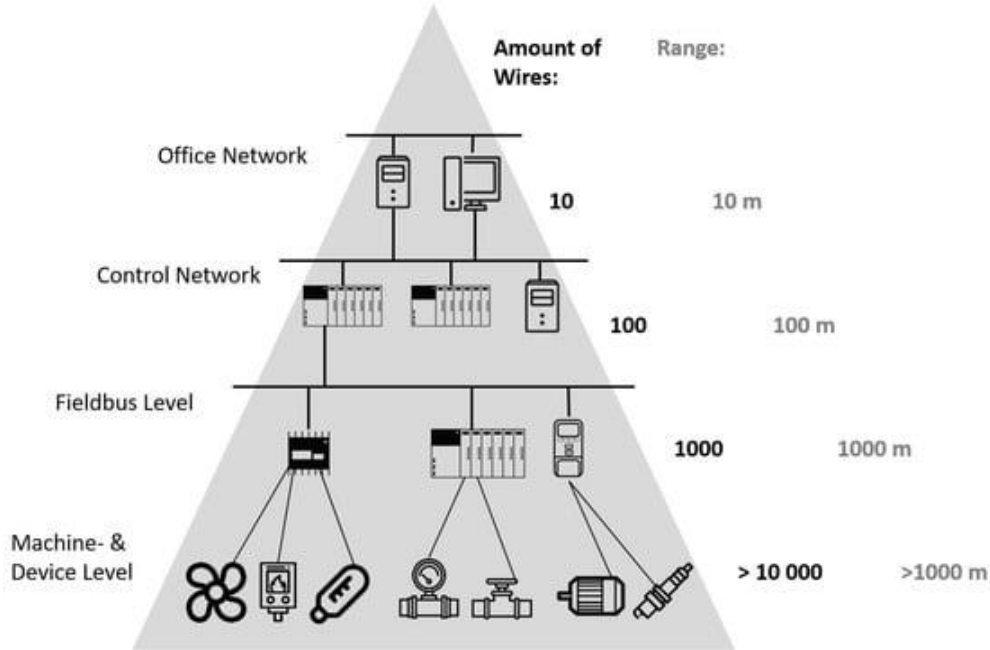 Amount of Range:
Wires:
Office Network
10 10 m
Control Network
100 100 m
Fieldbus Level
1000 1000 m
Machine- &
Device Level
> 10 000 >1000 m